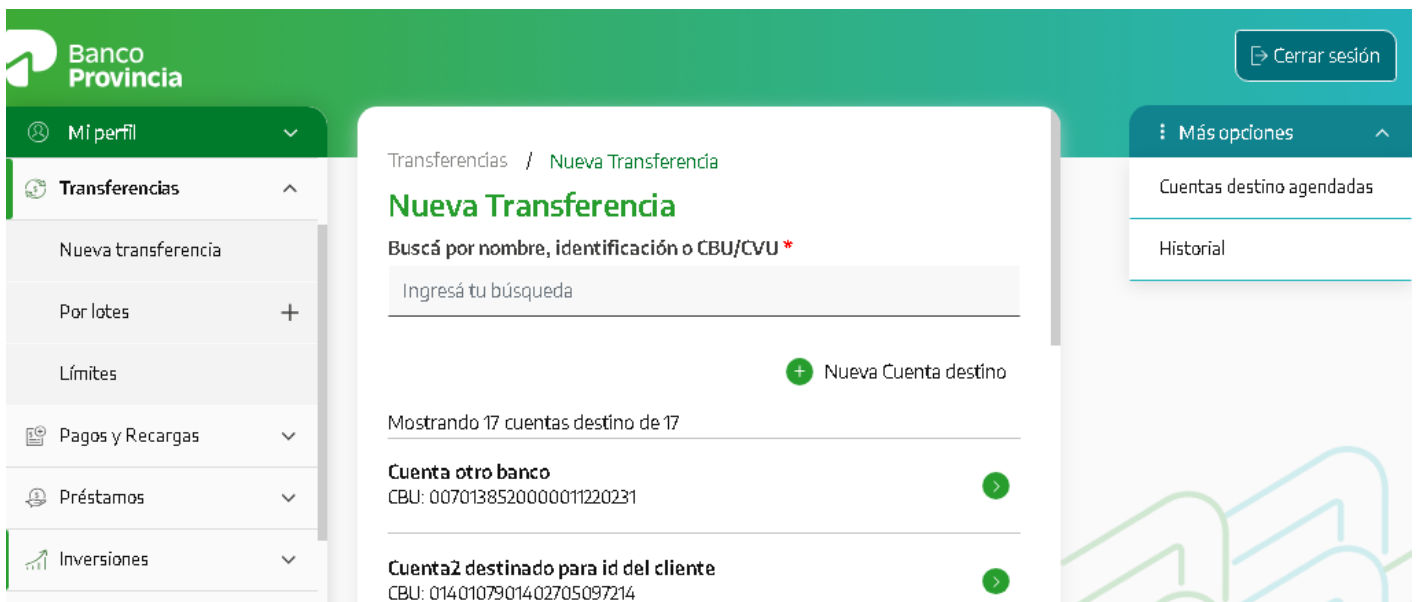 Banco
Provincia
Cerrar sesión
Mi perfil
Transferencias
Nueva transferencia
Por lotes
Límites
Pagos y Recargas
Préstamos
Inversiones
Transferencias / Nueva Transferencia
Nueva Transferencia
Buscá por nombre, identificación o CBU/CVU *
Ingresá tu búsqueda
Nueva Cuenta destino
Mostrando 17 cuentas destino de 17
Cuenta otro banco
CBU: 0070138520000011220231
Cuenta2 destinado para id del cliente
CBU: 0140107901402705097214
Más opciones
Cuentas destino agendadas
Historial